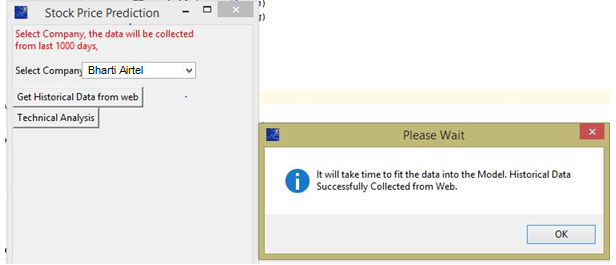 Stock Price Prediction
Select Company, the data will be collected
from last 1000 days,
Select Company
Bharti Airtel
Get Historical Data from web
Technical Analysis
Please Wait
It will take time to fit the data into the Model. Historical Data
Successfully Collected from Web.
OK